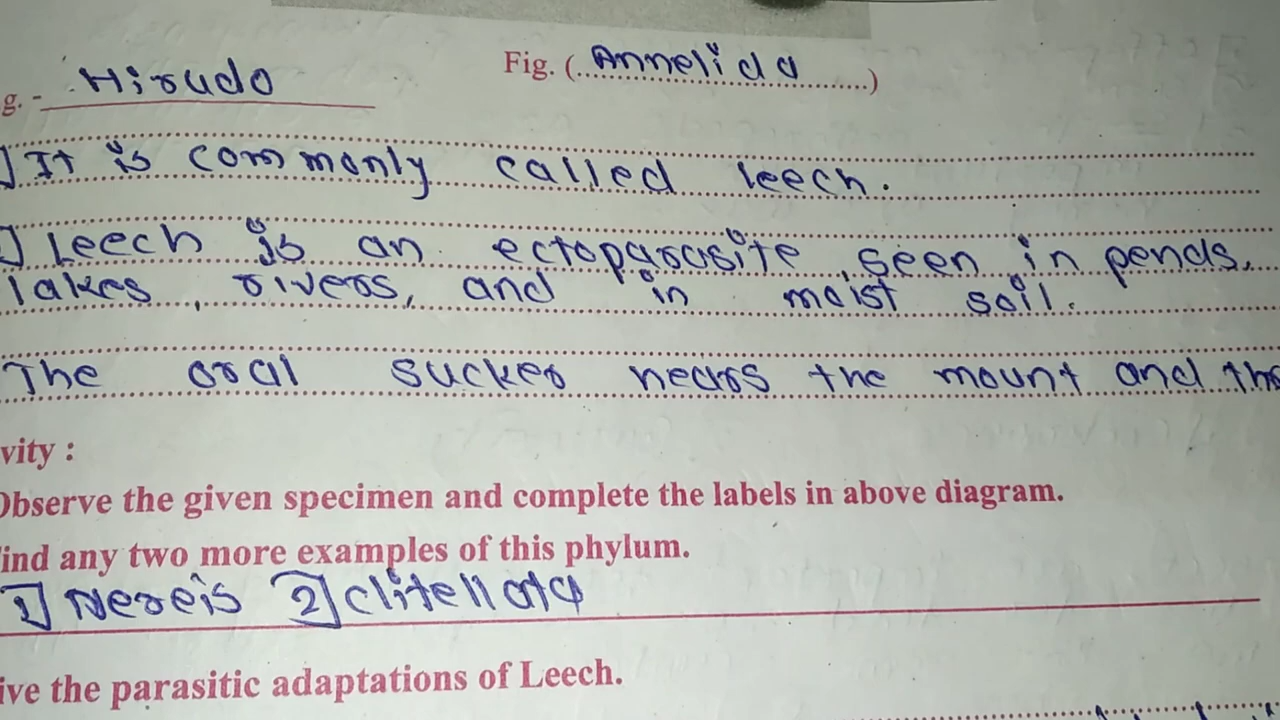 Fig. (Annelida)
g. - Hirudo
] It is commonly called leech.
] Leech is an ectoparasite, seen in ponds,
lakes, rivers, and in moist soil.
The oral sucker nears the mount and the
vity :
Observe the given specimen and complete the labels in above diagram.
ind any two more examples of this phylum.
1] Nereis 2] clitellata
ive the parasitic adaptations of Leech.